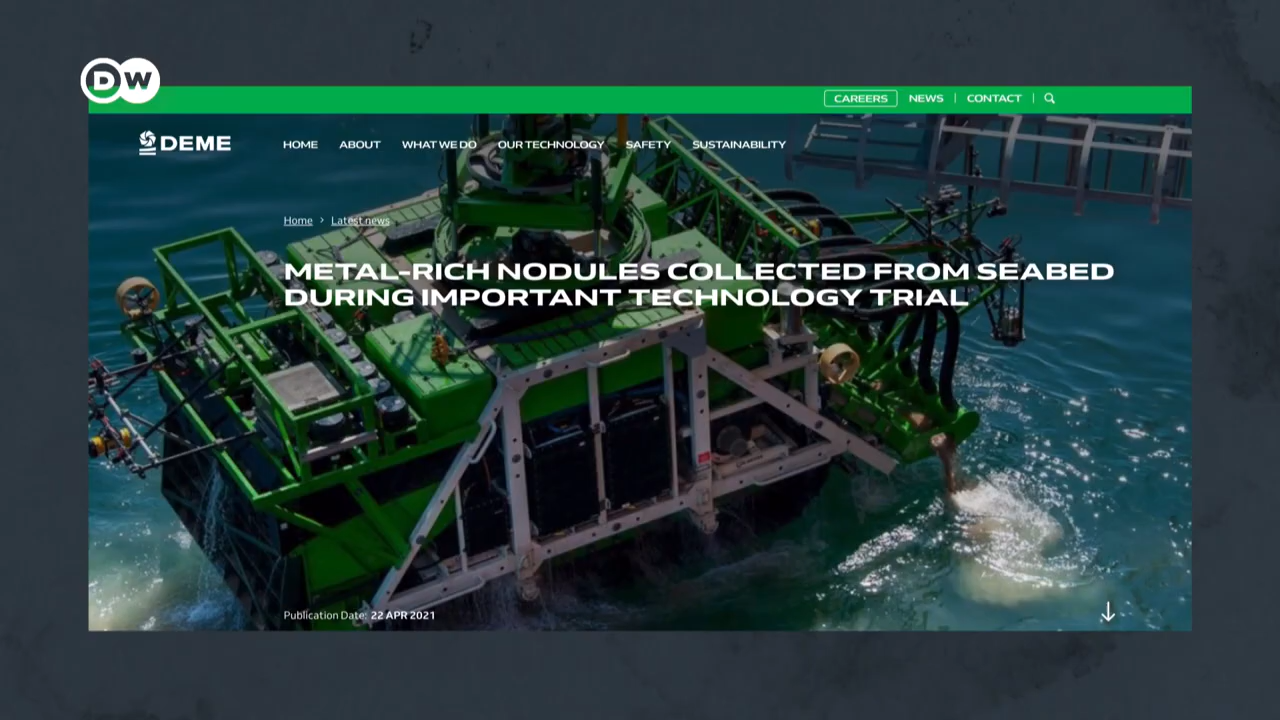 DW
CAREERS NEWS | CONTACT |
DEME
HOME ABOUT WHAT WE DO OUR TECHNOLOGY SAFETY SUSTAINABILITY
Home > Latest news
METAL-RICH NODULES COLLECTED FROM SEABED
DURING IMPORTANT TECHNOLOGY TRIAL
Publication Date: 22 APR 2021